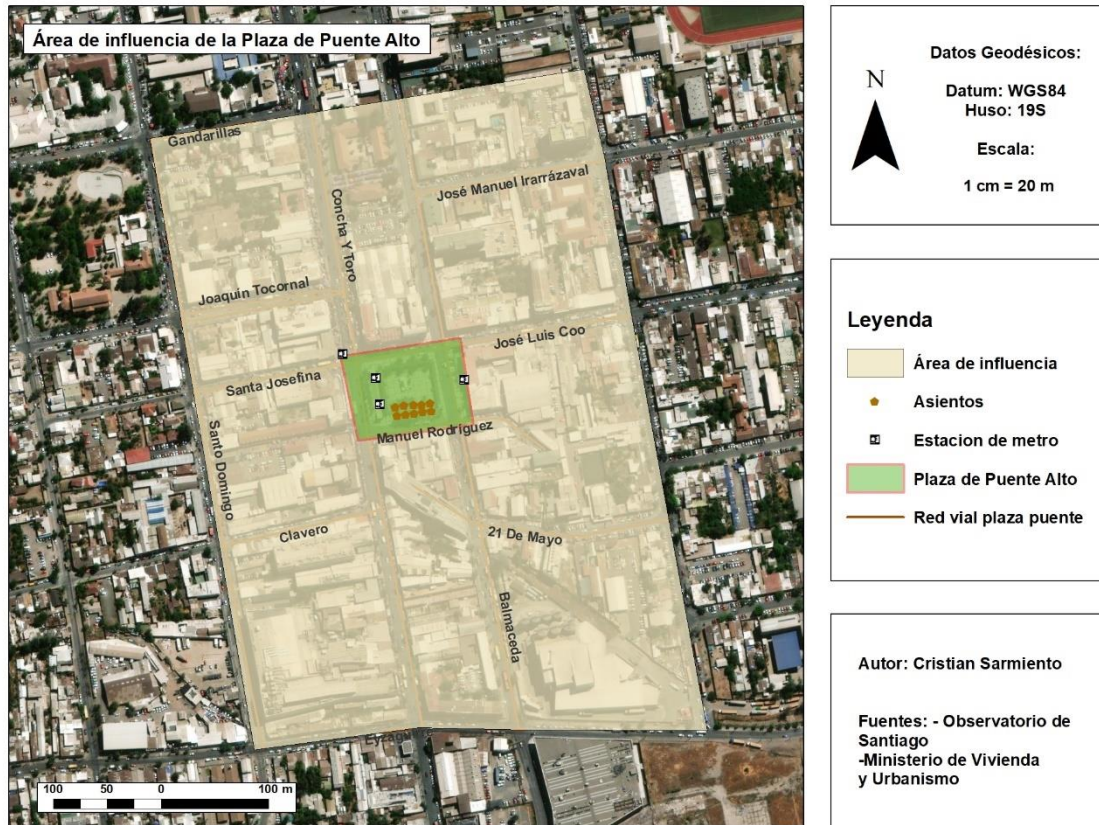 Área de influencia de la Plaza de Puente Alto
Gandarillas
José Manuel Irarrázaval
Concha Y Toro
Joaquín Tocornal
José Luis Coo
Santa Josefina
Manuel Rodriguez
Santo Domingo
Clavero
21 De Mayo
Balmaceda
100 50 0 100 m
Datos Geodésicos:
N
Datum: WGS84
Huso: 19S
Escala:
1 cm = 20 m
Leyenda
Área de influencia
Asientos
Estacion de metro
Plaza de Puente Alto
Red vial plaza puente
Autor: Cristian Sarmiento
Fuentes: - Observatorio de
Santiago
-Ministerio de Vivienda
y Urbanismo